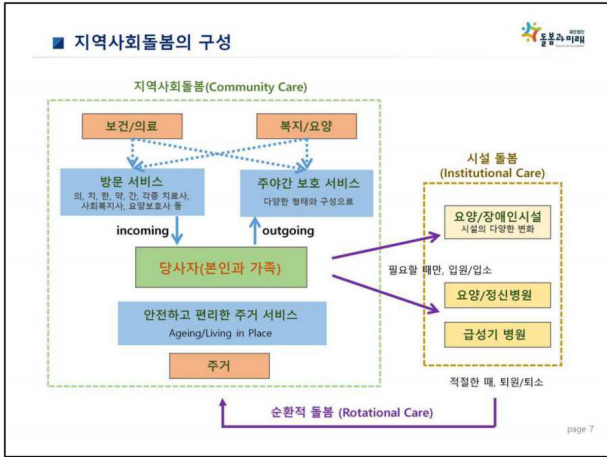 지역사회돌봄의 구성
재단법인
돌봄과 미래
지역사회돌봄(Community Care)
보건/의료
복지/요양
방문 서비스
의, 치, 한, 약, 간, 각종 치료사,
사회복지사, 요양보호사 등
주야간 보호 서비스
다양한 형태와 구성으로
incoming
outgoing
당사자(본인과 가족)
안전하고 편리한 주거 서비스
Ageing/Living in Place
주거
시설 돌봄
(Institutional Care)
요양/장애인시설
시설의 다양한 변화
필요할 때만, 입원/입소
요양/정신병원
급성기 병원
적절한 때, 퇴원/퇴소
순환적 돌봄 (Rotational Care)
page 7